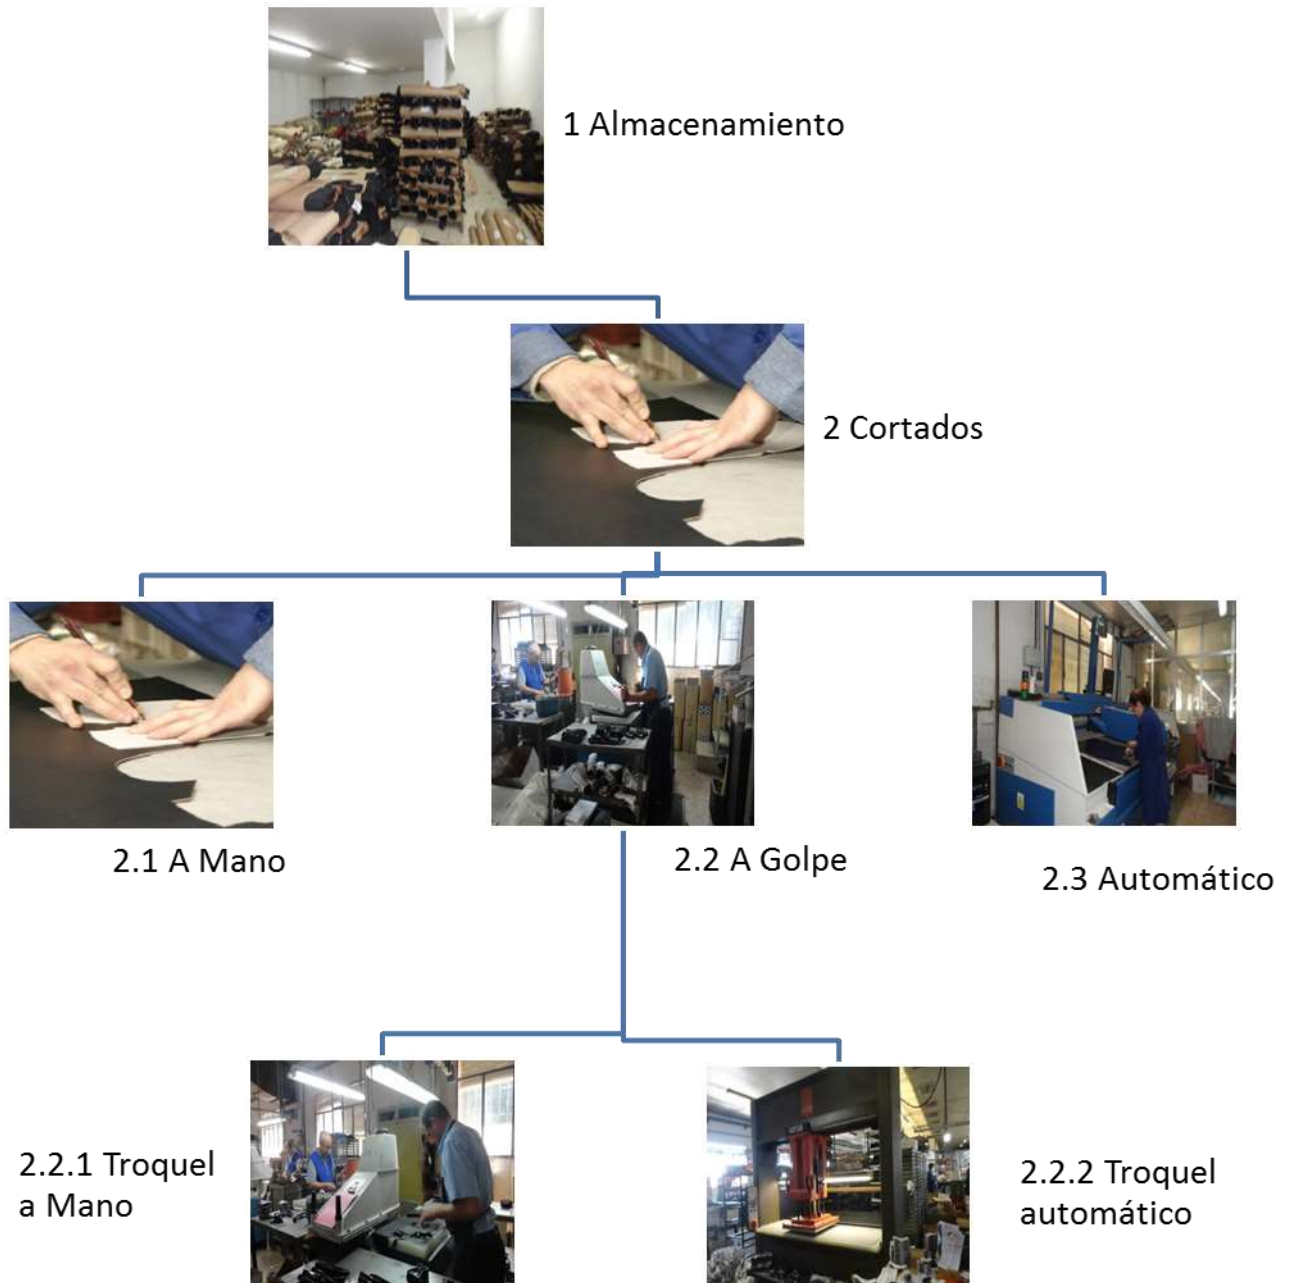 1 Almacenamiento
2 Cortados
2.1 A Mano
2.2 A Golpe
2.3 Automático
2.2.1 Troquel
a Mano
2.2.2 Troquel
automático